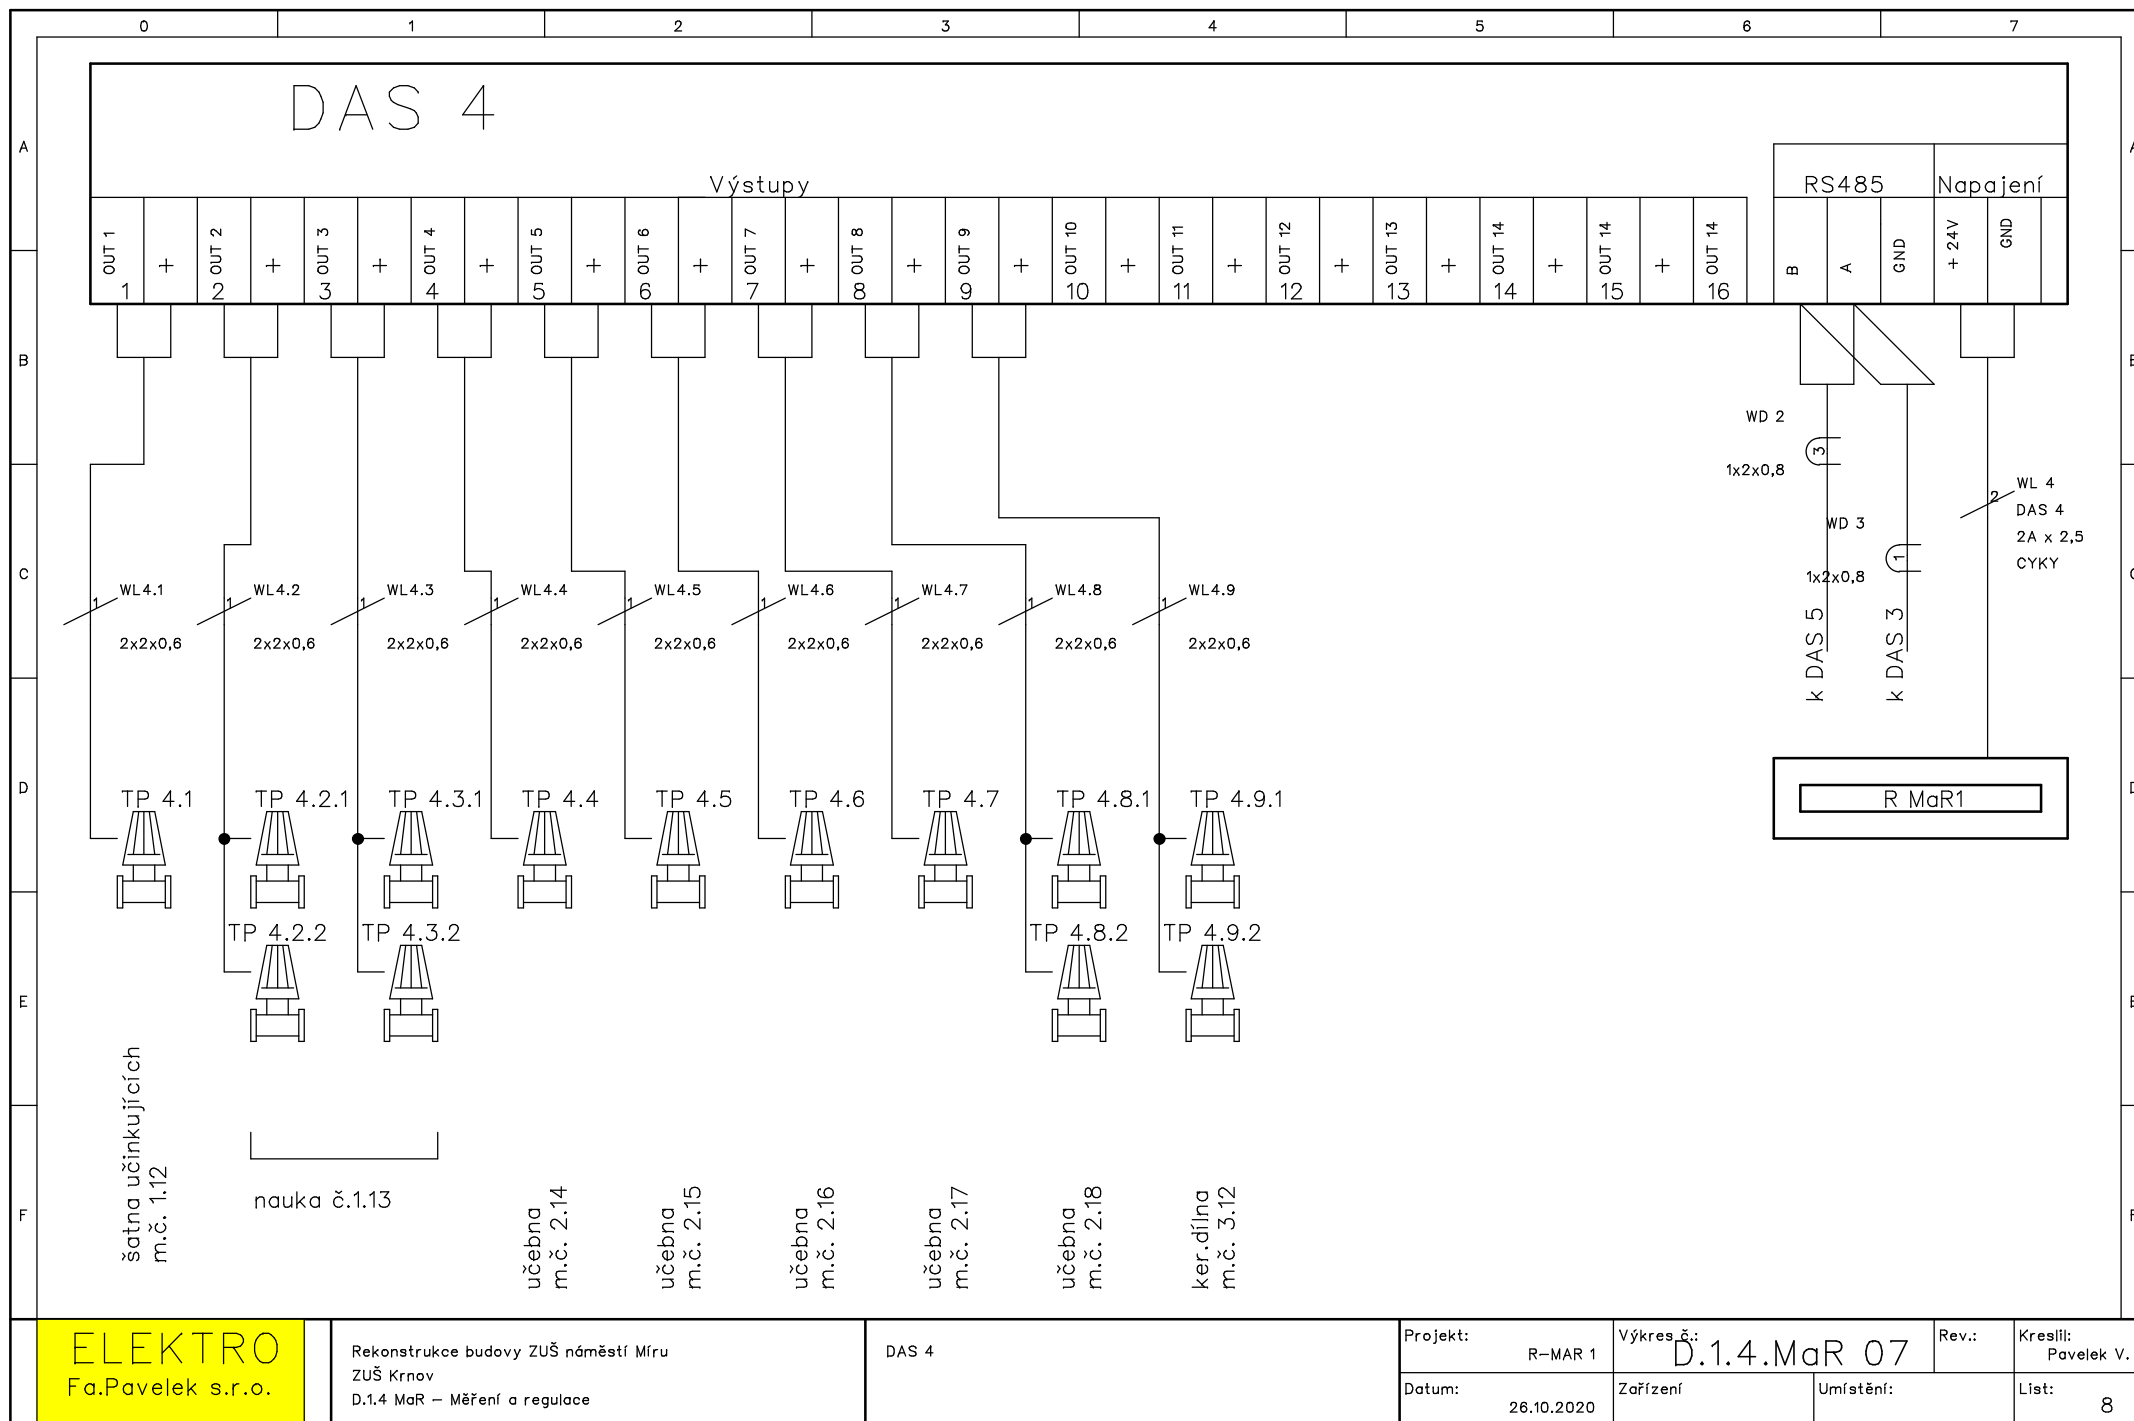 0 1 2 3 4 5 6 7
DAS 4
A A
Výstupy
RS485 Napajení
OUT 1 + OUT 2 + OUT 3 + OUT 4 + OUT 5 + OUT 6 + OUT 7 + OUT 8 + OUT 9 + OUT 10 + OUT 11 + OUT 12 + OUT 13 + OUT 14 + OUT 14 + OUT 14
B A GND +24V GND
1 2 3 4 5 6 7 8 9 10 11 12 13 14 15 16
B
WD 2
3
1x2x0,8
WD 3
1
1x2x0,8
2
WL 4
DAS 4
2A x 2,5
CYKY
C
1 WL4.1 1 WL4.2 1 WL4.3 1 WL4.4 1 WL4.5 1 WL4.6 1 WL4.7 1 WL4.8 1 WL4.9
2x2x0,6 2x2x0,6 2x2x0,6 2x2x0,6 2x2x0,6 2x2x0,6 2x2x0,6 2x2x0,6 2x2x0,6
k DAS 5
k DAS 3
D
TP 4.1 TP 4.2.1 TP 4.3.1 TP 4.4 TP 4.5 TP 4.6 TP 4.7 TP 4.8.1 TP 4.9.1
R MaR1
TP 4.2.2 TP 4.3.2 TP 4.8.2 TP 4.9.2
E
šatna učinkujících
m.č. 1.12
nauka č.1.13
učebna
m.č. 2.14
učebna
m.č. 2.15
učebna
m.č. 2.16
učebna
m.č. 2.17
učebna
m.č. 2.18
ker.dílna
m.č. 3.12
F
ELEKTRO
Fa.Pavelek s.r.o.
Rekonstrukce budovy ZUŠ náměstí Míru
ZUŠ Krnov
D.1.4 MaR – Měření a regulace
DAS 4
Projekt:
R-MAR 1
Výkres č.:
D.1.4.MaR 07
Rev.:
Kreslil:
Pavelek V.
Datum:
26.10.2020
Zařízení
Umístění:
List:
8